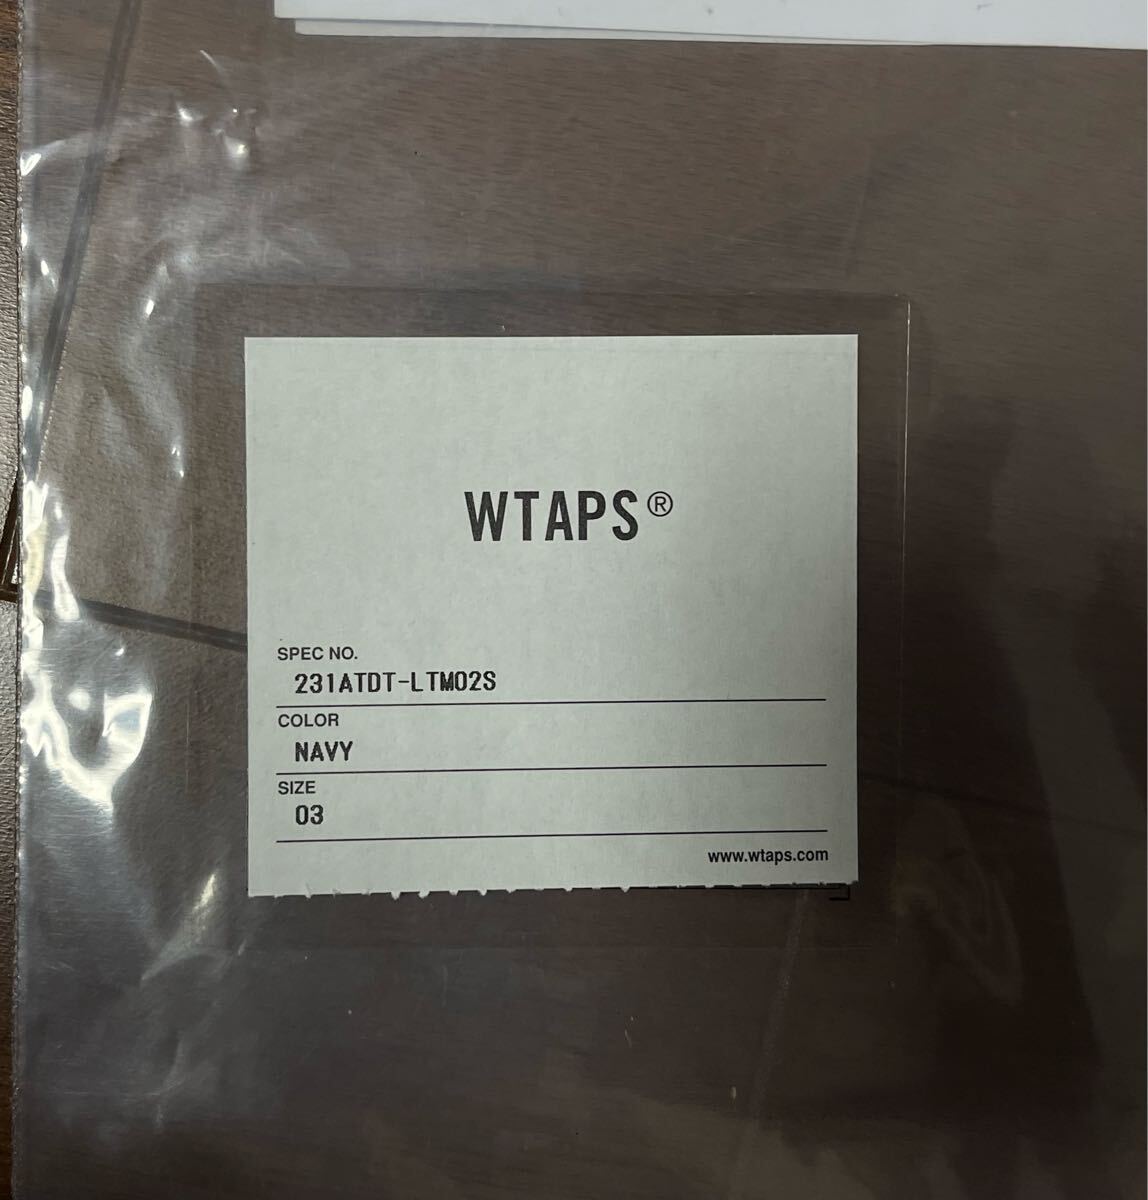 WTAPS®
SPEC NO.
231ATDT-LTM02S
COLOR
NAVY
SIZE
03
www.wtaps.com